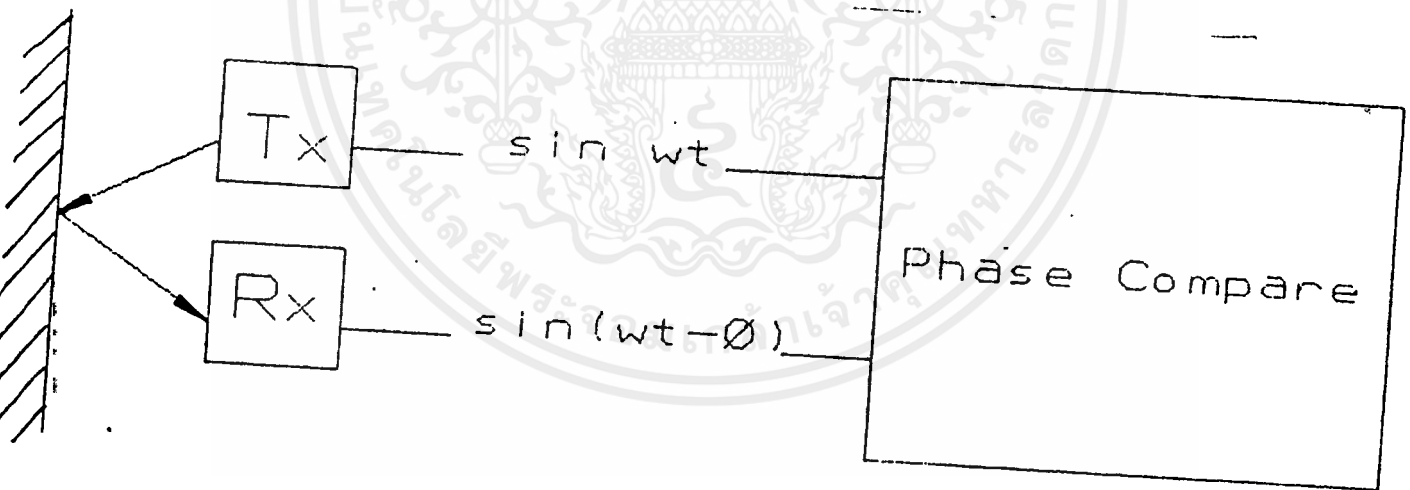 Tx
sin wt
Rx
sin(wt-Ø)
Phase Compare